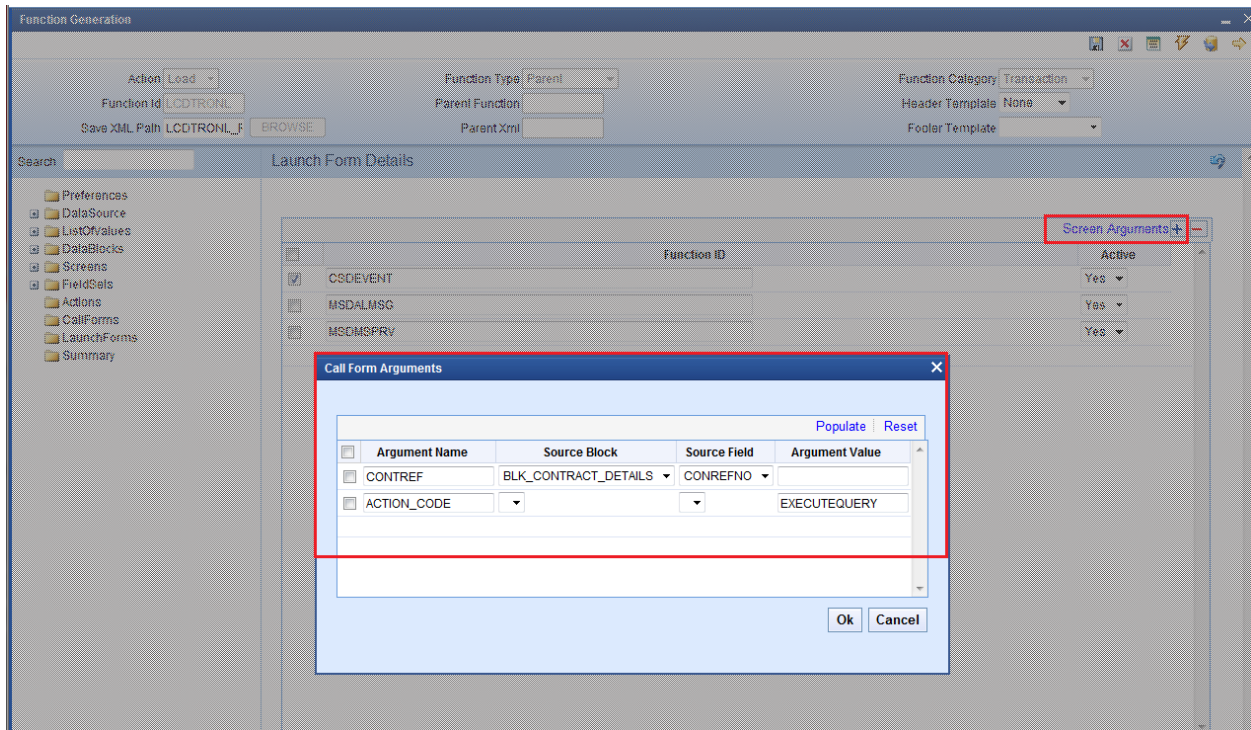 Function Generation
Action Load Function Type Parent Function Category Transaction
Function Id LCDTRONL Parent Function Header Template None
Save XML Path LCDTRONL_F BROWSE Parent Xml Footer Template
Search Launch Form Details
Preferences
DataSource
ListOfValues
DataBlocks
Screens
FieldSets
Actions
CallForms
LaunchForms
Summary
Screen Arguments
Function ID Active
CSDEVENT Yes
MSDALMSG Yes
MSDMSPRV Yes
Call Form Arguments
Populate Reset
Argument Name Source Block Source Field Argument Value
CONTREF BLK_CONTRACT_DETAILS CONREFNO
ACTION_CODE EXECUTEQUERY
Ok Cancel